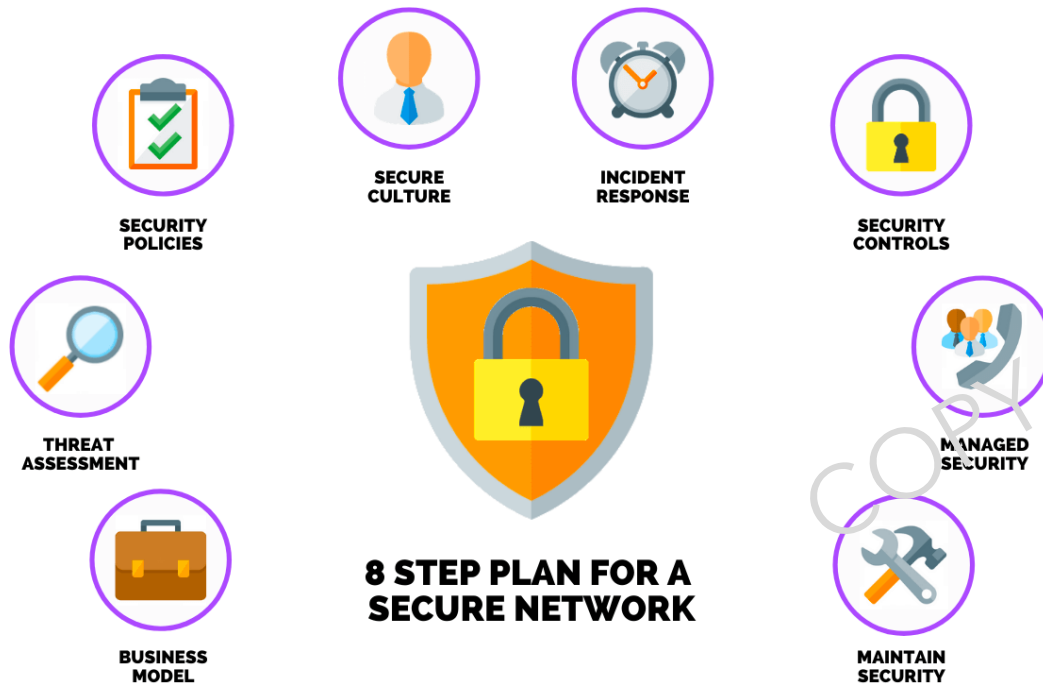 SECURE
CULTURE
INCIDENT
RESPONSE
SECURITY
POLICIES
SECURITY
CONTROLS
THREAT
ASSESSMENT
MANAGED
SECURITY
COPY
8 STEP PLAN FOR A
SECURE NETWORK
BUSINESS
MODEL
MAINTAIN
SECURITY